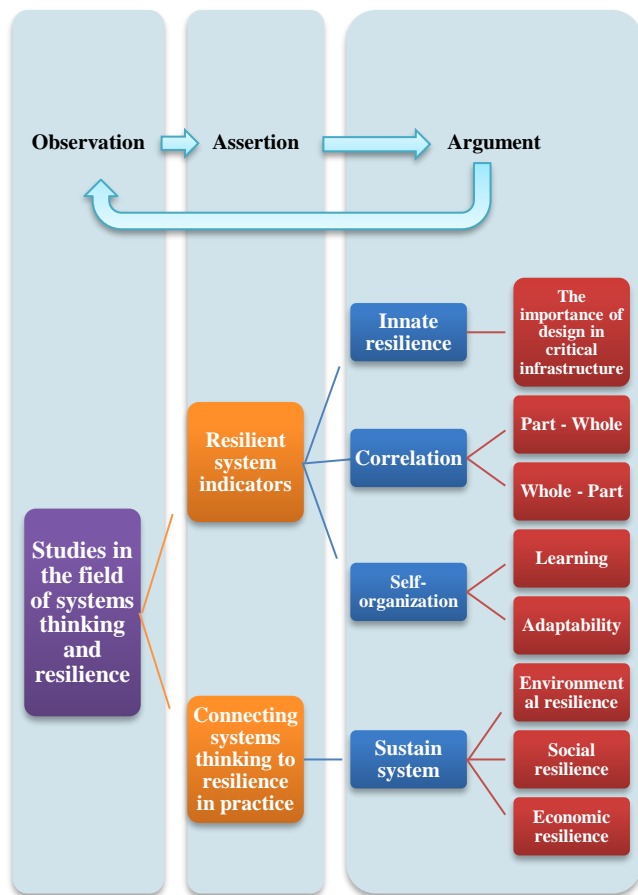 Observation
Assertion
Argument
Studies in
the field
of systems
thinking
and
resilience
Resilient
system
indicators
Connecting
systems
thinking to
resilience
in practice
Innate
resilience
Correlation
Self-
organization
Sustain
system
The
importance of
design in
critical
infrastructure
Part - Whole
Whole - Part
Learning
Adaptability
Environment
al resilience
Social
resilience
Economic
resilience